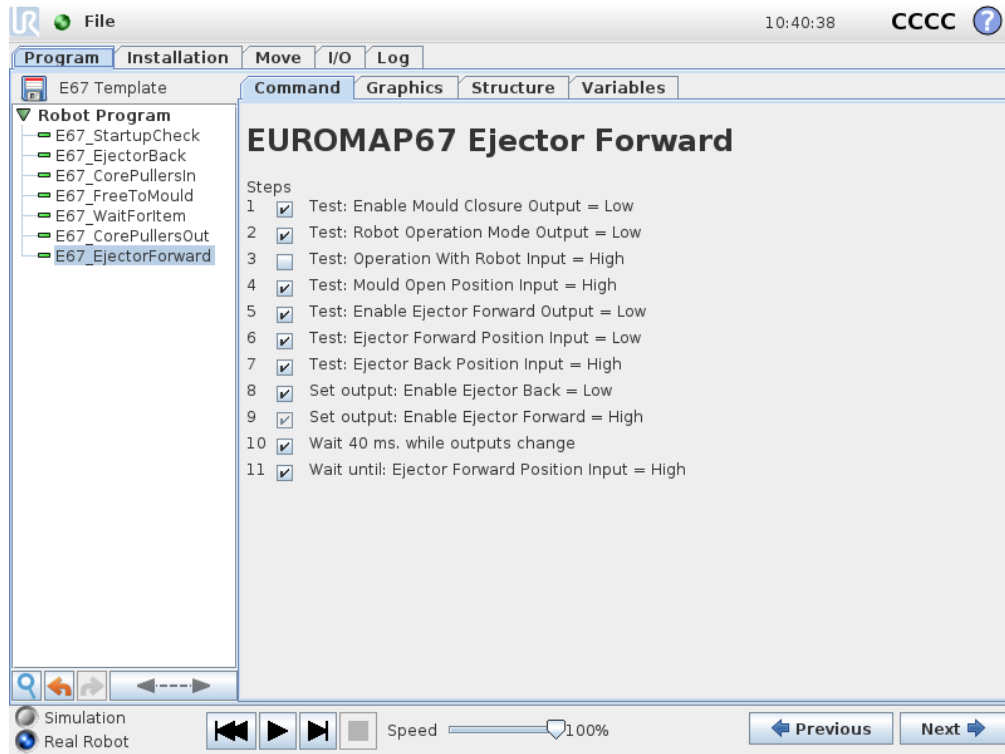 UR File 10:40:38 CCCC ?
Program Installation Move I/O Log
E67 Template
Command Graphics Structure Variables
Robot Program
E67_StartupCheck
E67_EjectorBack
E67_CorePullersIn
E67_FreeToMould
E67_WaitForItem
E67_CorePullersOut
E67_EjectorForward
EUROMAP67 Ejector Forward
Steps
1 Test: Enable Mould Closure Output = Low
2 Test: Robot Operation Mode Output = Low
3 Test: Operation With Robot Input = High
4 Test: Mould Open Position Input = High
5 Test: Enable Ejector Forward Output = Low
6 Test: Ejector Forward Position Input = Low
7 Test: Ejector Back Position Input = High
8 Set output: Enable Ejector Back = Low
9 Set output: Enable Ejector Forward = High
10 Wait 40 ms. while outputs change
11 Wait until: Ejector Forward Position Input = High
Simulation
Real Robot
Speed 100%
Previous Next